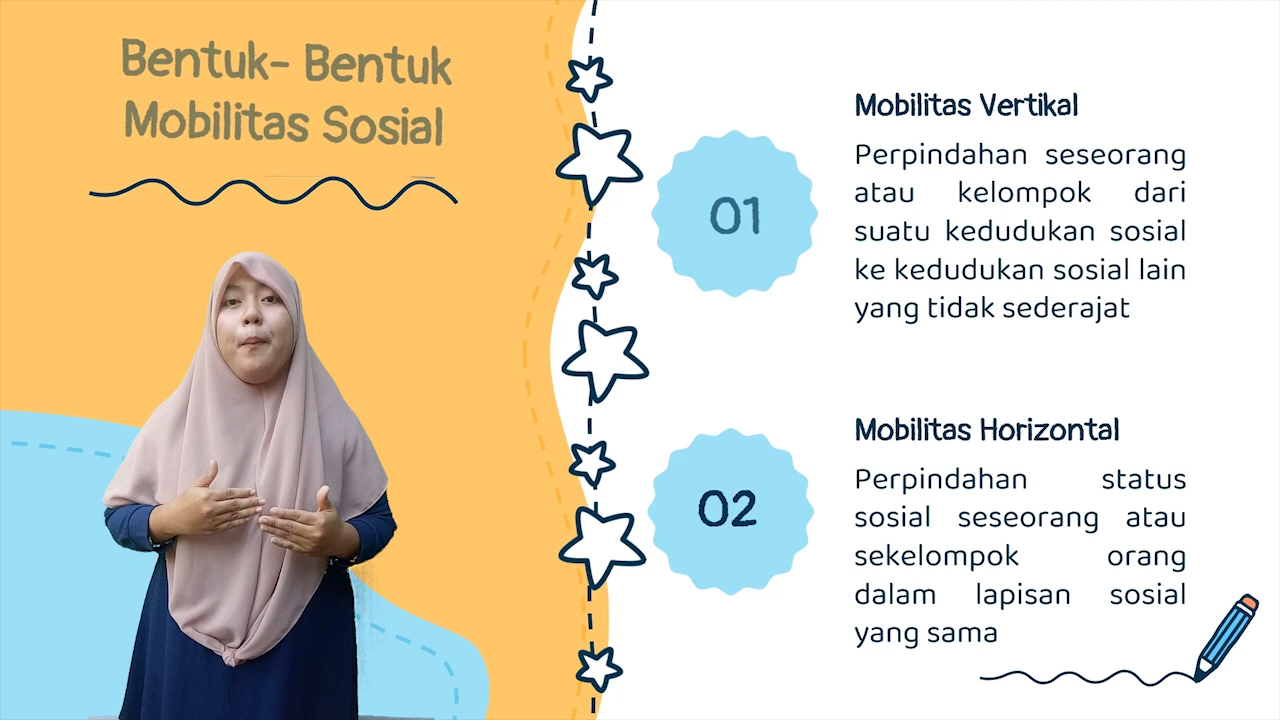 Bentuk- Bentuk
Mobilitas Sosial
01
Mobilitas Vertikal
Perpindahan seseorang
atau kelompok dari
suatu kedudukan sosial
ke kedudukan sosial lain
yang tidak sederajat
02
Mobilitas Horizontal
Perpindahan status
sosial seseorang atau
sekelompok orang
dalam lapisan sosial
yang sama